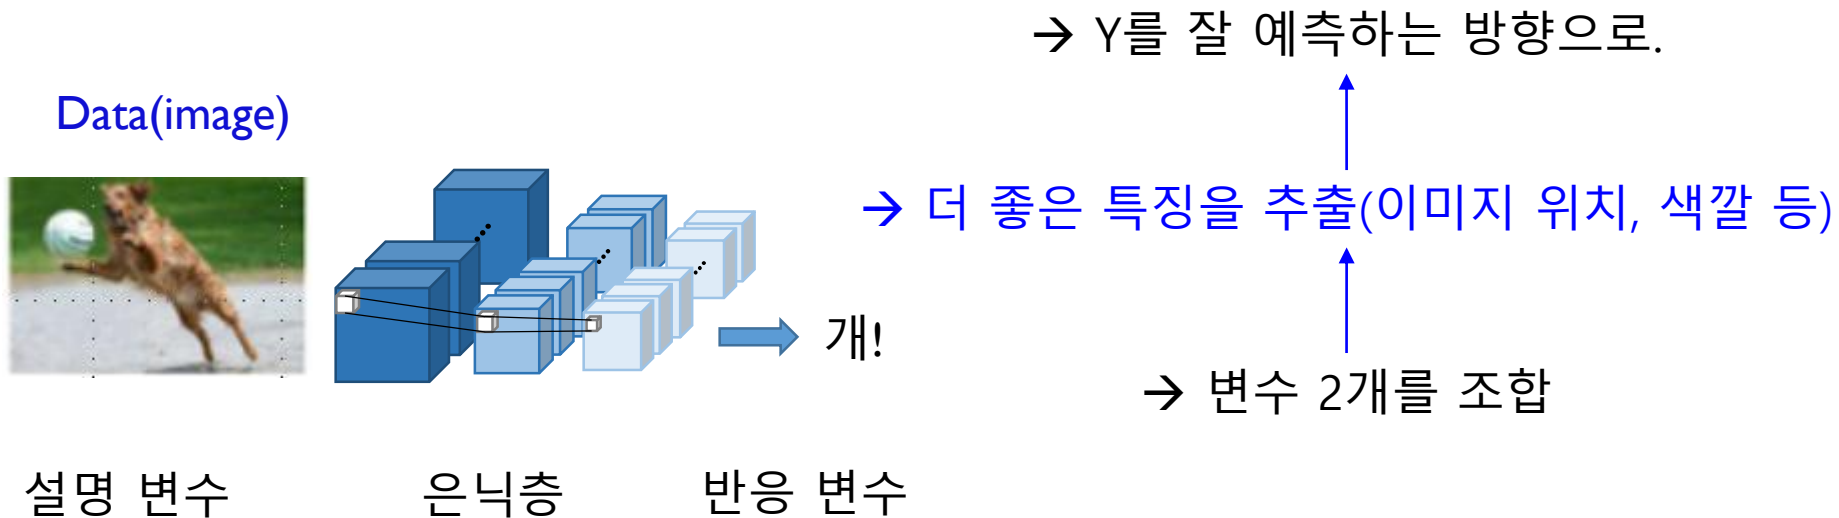 → Y를 잘 예측하는 방향으로.
Data(image)
→ 더 좋은 특징을 추출(이미지 위치, 색깔 등)
개!
→ 변수 2개를 조합
설명 변수
은닉층
반응 변수